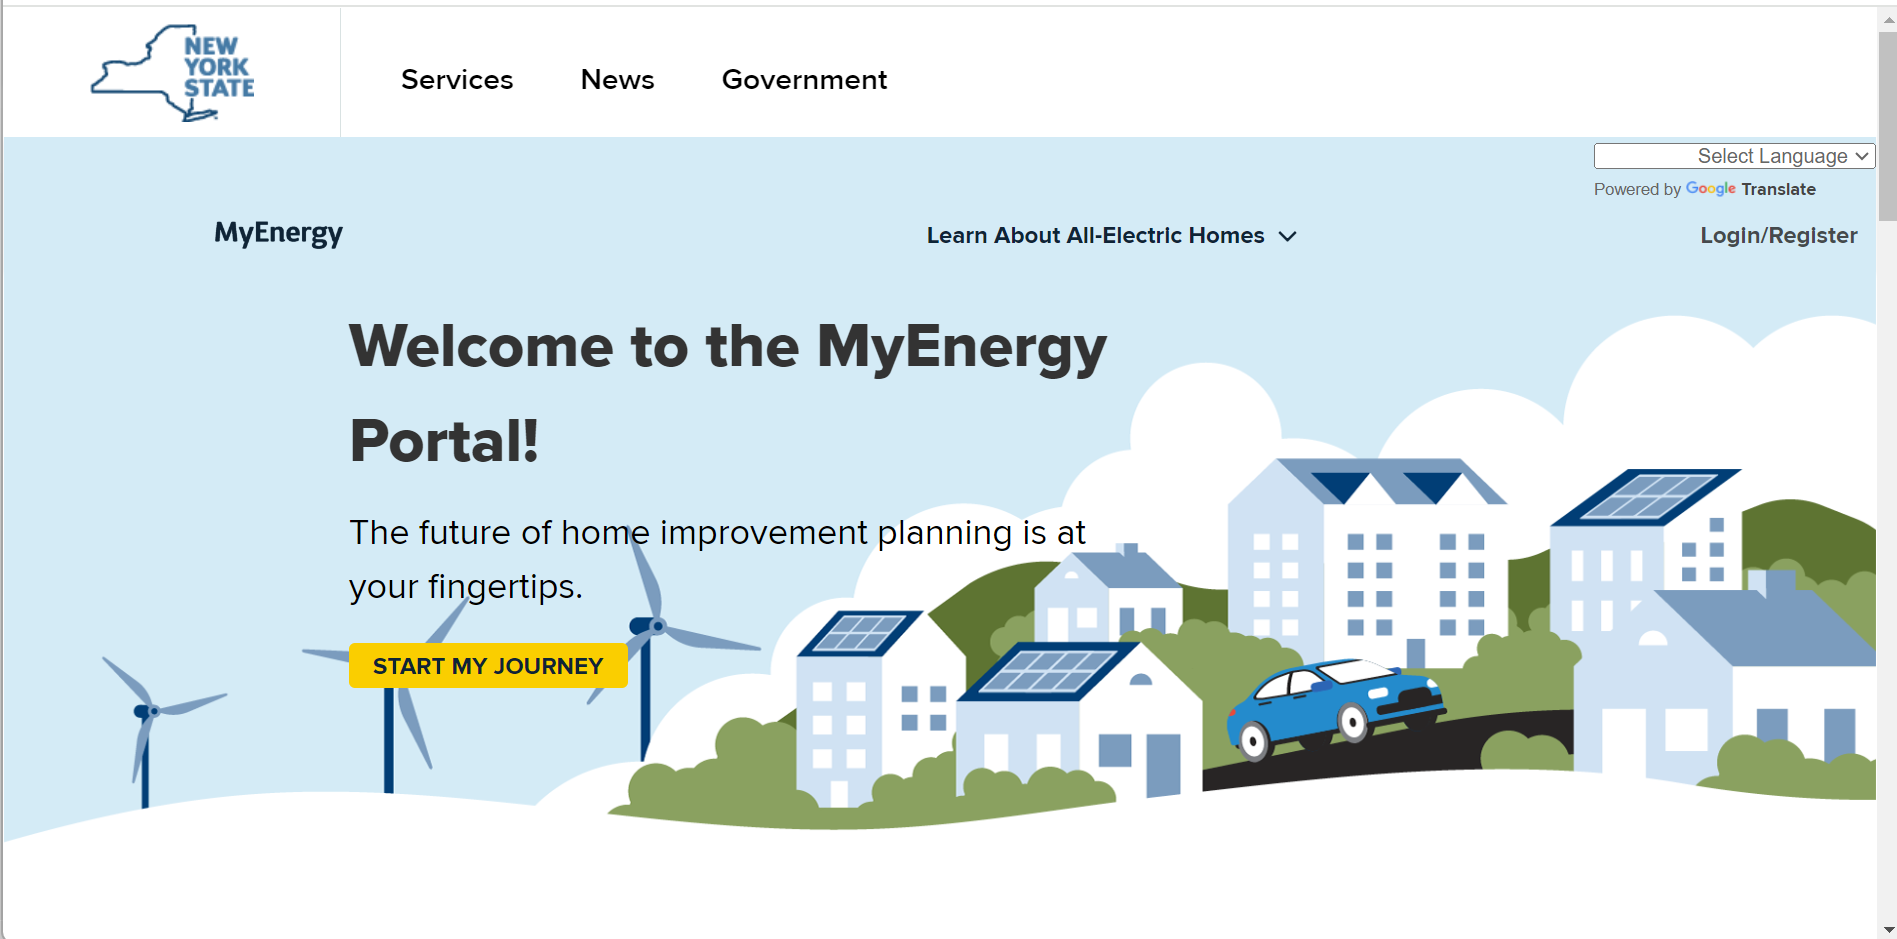 NEW
YORK
STATE
Services News Government
Select Language
Powered by Google Translate
MyEnergy Learn About All-Electric Homes Login/Register
Welcome to the MyEnergy
Portal!
The future of home improvement planning is at
your fingertips.
START MY JOURNEY